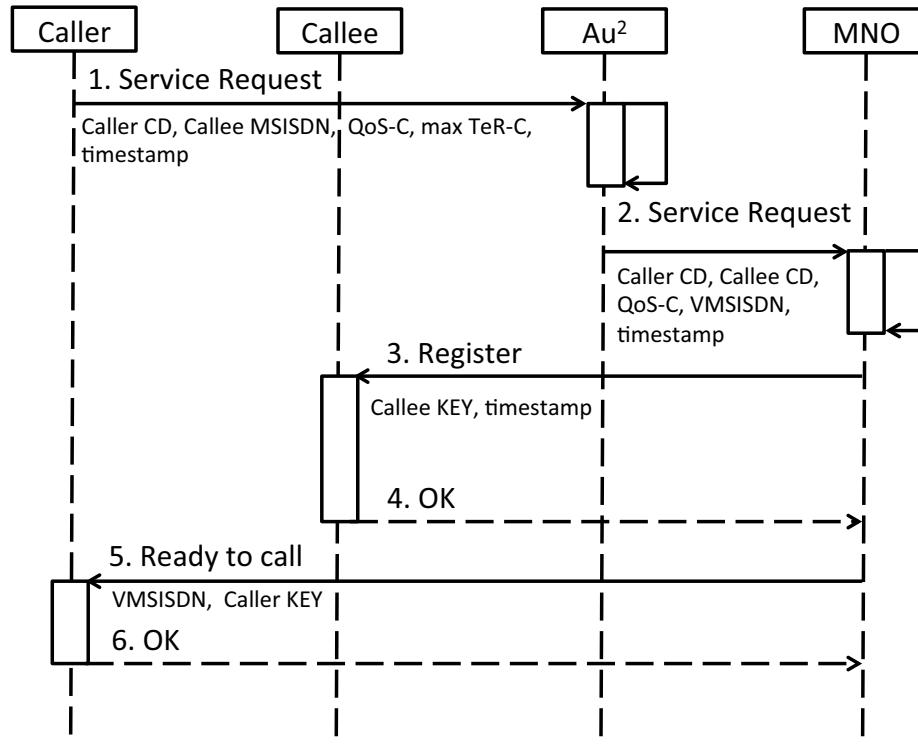 Caller
Callee
Au²
MNO
1. Service Request
Caller CD, Callee MSISDN, QoS-C, max TeR-C,
timestamp
2. Service Request
Caller CD, Callee CD,
QoS-C, VMSISDN,
timestamp
3. Register
Callee KEY, timestamp
4. OK
5. Ready to call
VMSISDN, Caller KEY
6. OK